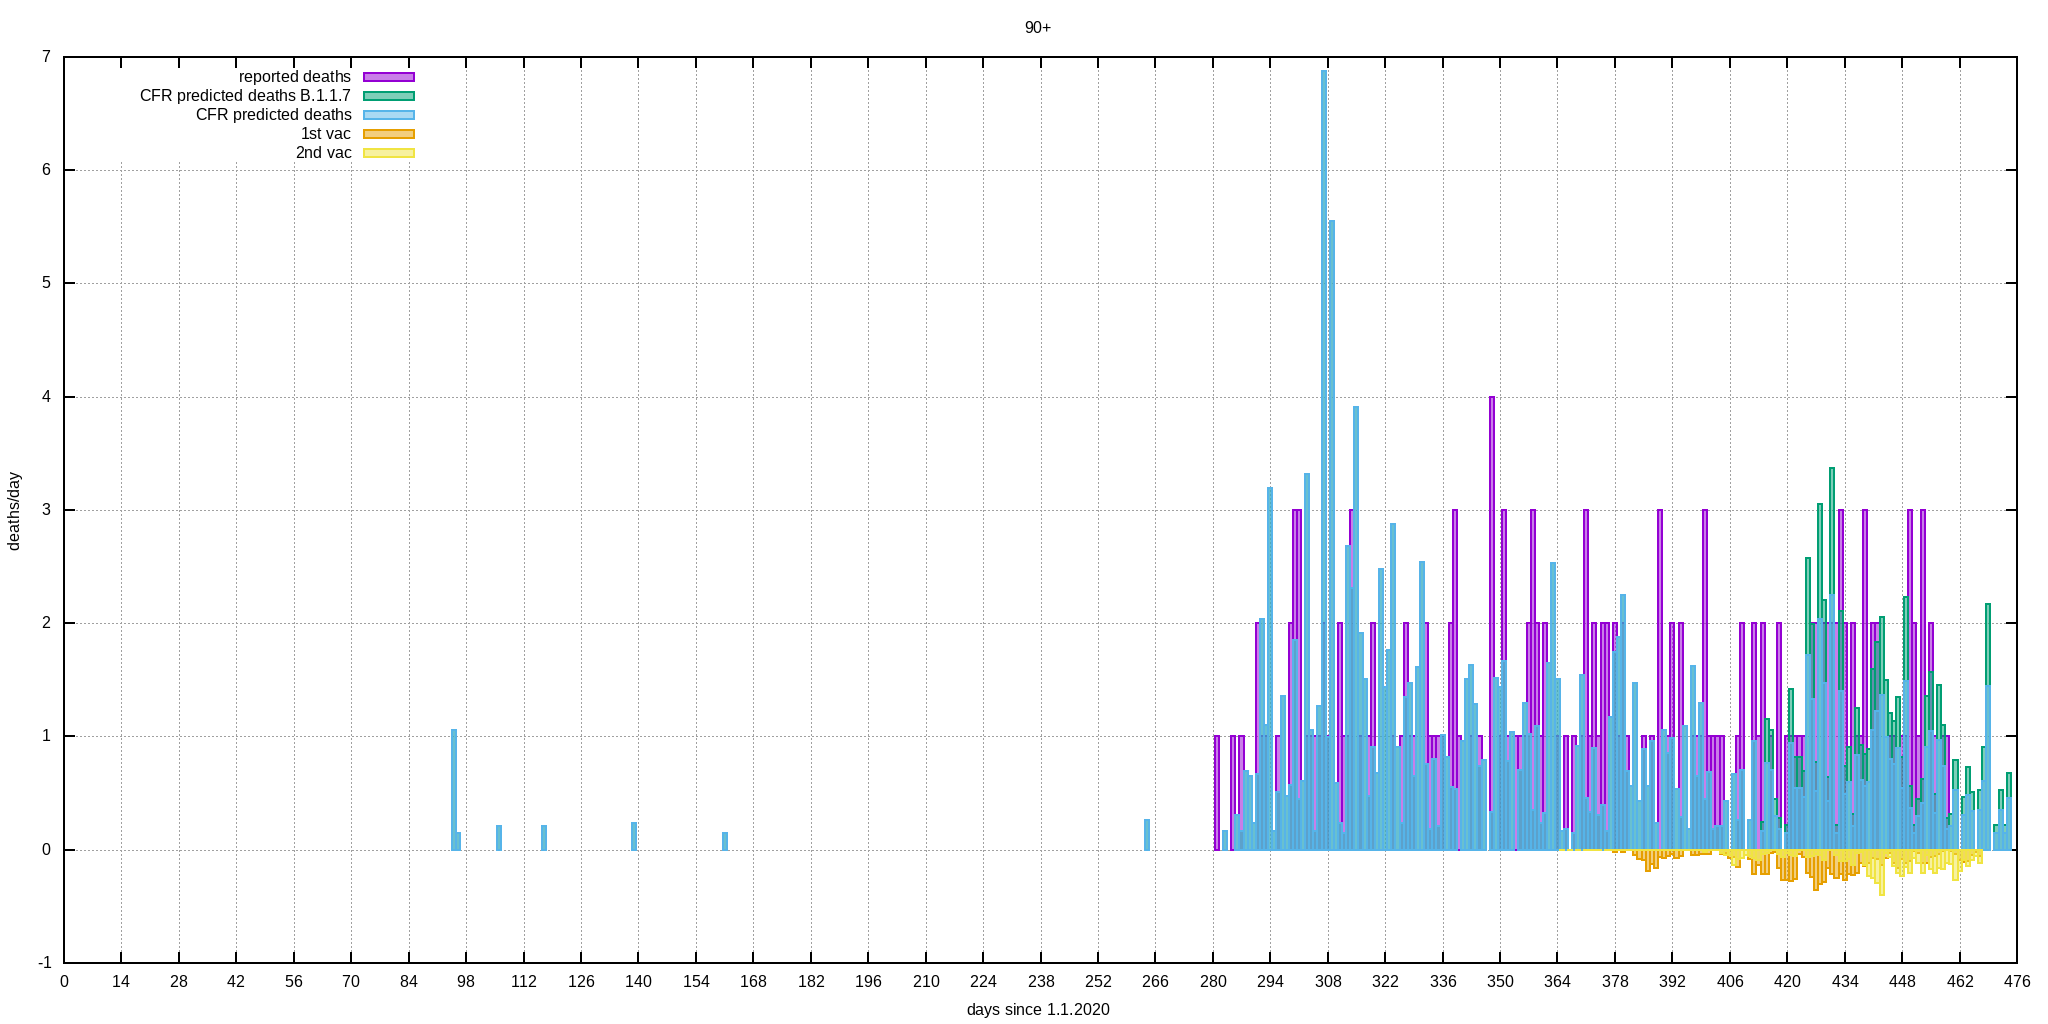 90+
7
reported deaths
CFR predicted deaths B.1.1.7
CFR predicted deaths
1st vac
2nd vac
6
5
4
3
2
1
0
-1
deaths/day
0 14 28 42 56 70 84 98 112 126 140 154 168 182 196 210 224 238 252 266 280 294 308 322 336 350 364 378 392 406 420 434 448 462 476
days since 1.1.2020